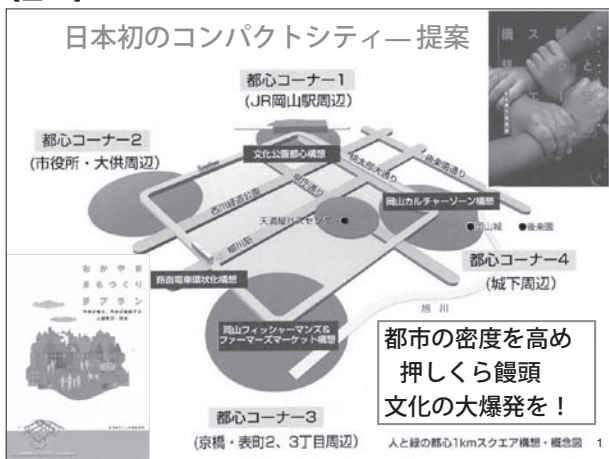 日本初のコンパクトシティ―提案
人と
都
ス
エ
構
想
都心コーナー1
(JR岡山駅周辺)
都心コーナー2
(市役所・大供周辺)
文化公園都心構想
桃太郎大通り
後楽園通り
県庁通り
西川緑道公園
岡山カルチャーゾーン構想
天満屋バスセンター
岡山城
後楽園
柳川筋
路面電車環状化構想
都心コーナー4
(城下周辺)
旭川
おかやま
まちづくり
夢プラン
岡山フィッシャーマンズ&
ファーマーズマーケット構想
都市の密度を高め
押しくら饅頭
文化の大爆発を！
都心コーナー3
(京橋・表町2、3丁目周辺)
人と緑の都心1kmスクエア構想・概念図 1